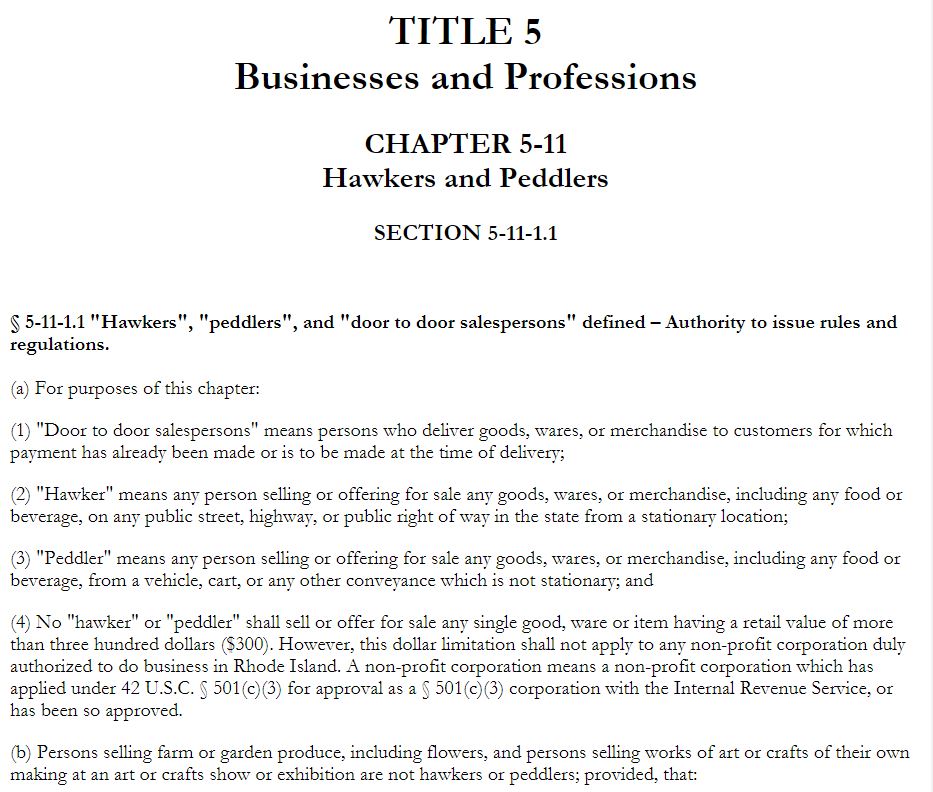 TITLE 5
Businesses and Professions
CHAPTER 5-11
Hawkers and Peddlers
SECTION 5-11-1.1
§ 5-11-1.1 "Hawkers", "peddlers", and "door to door salespersons" defined – Authority to issue rules and
regulations.
(a) For purposes of this chapter:
(1) "Door to door salespersons" means persons who deliver goods, wares, or merchandise to customers for which
payment has already been made or is to be made at the time of delivery;
(2) "Hawker" means any person selling or offering for sale any goods, wares, or merchandise, including any food or
beverage, on any public street, highway, or public right of way in the state from a stationary location;
(3) "Peddler" means any person selling or offering for sale any goods, wares, or merchandise, including any food or
beverage, from a vehicle, cart, or any other conveyance which is not stationary; and
(4) No "hawker" or "peddler" shall sell or offer for sale any single good, ware or item having a retail value of more
than three hundred dollars ($300). However, this dollar limitation shall not apply to any non-profit corporation duly
authorized to do business in Rhode Island. A non-profit corporation means a non-profit corporation which has
applied under 42 U.S.C. § 501(c)(3) for approval as a § 501(c)(3) corporation with the Internal Revenue Service, or
has been so approved.
(b) Persons selling farm or garden produce, including flowers, and persons selling works of art or crafts of their own
making at an art or crafts show or exhibition are not hawkers or peddlers; provided, that: